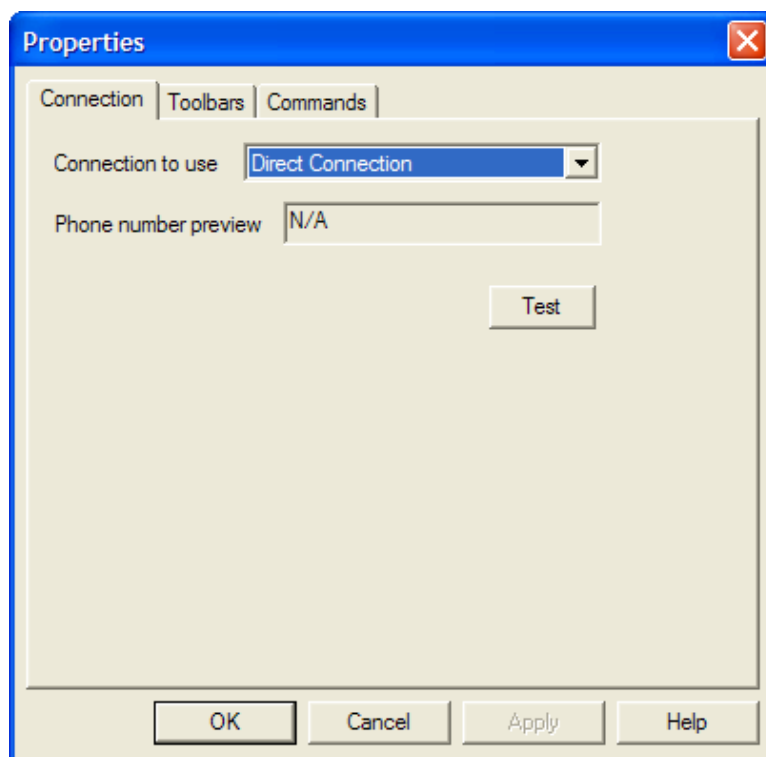 Properties
Connection Toolbars Commands
Connection to use Direct Connection
Phone number preview N/A
Test
OK Cancel Apply Help